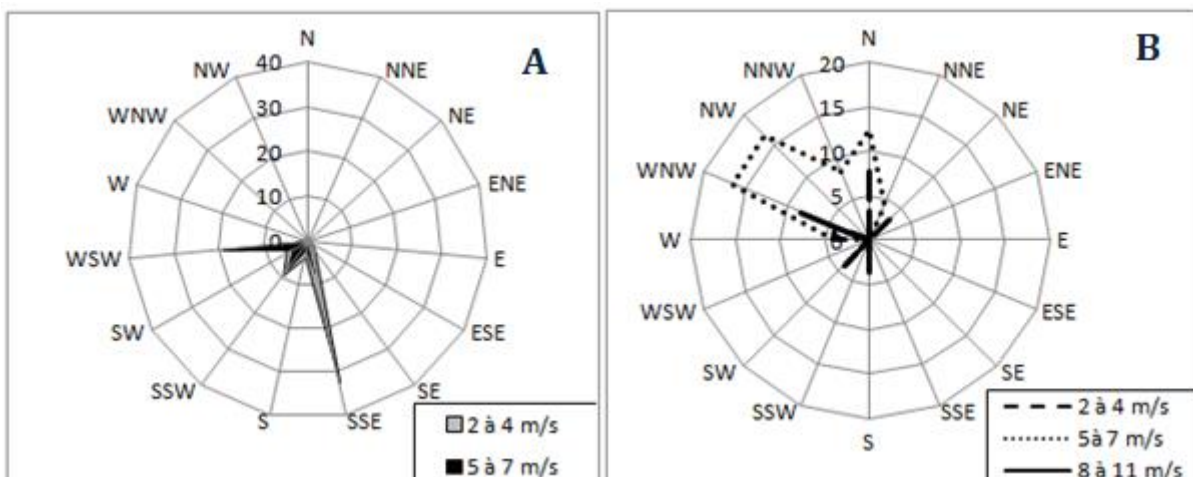 A
N
NNE
NE
ENE
E
ESE
SE
SSE
S
SSW
SW
WSW
W
WNW
NW
40
30
20
10
0
2 à 4 m/s
5 à 7 m/s
B
N
NNE
NE
ENE
E
ESE
SE
SSE
S
SSW
SW
WSW
W
WNW
NW
NNW
20
15
10
5
0
2 à 4 m/s
5à 7 m/s
8 à 11 m/s